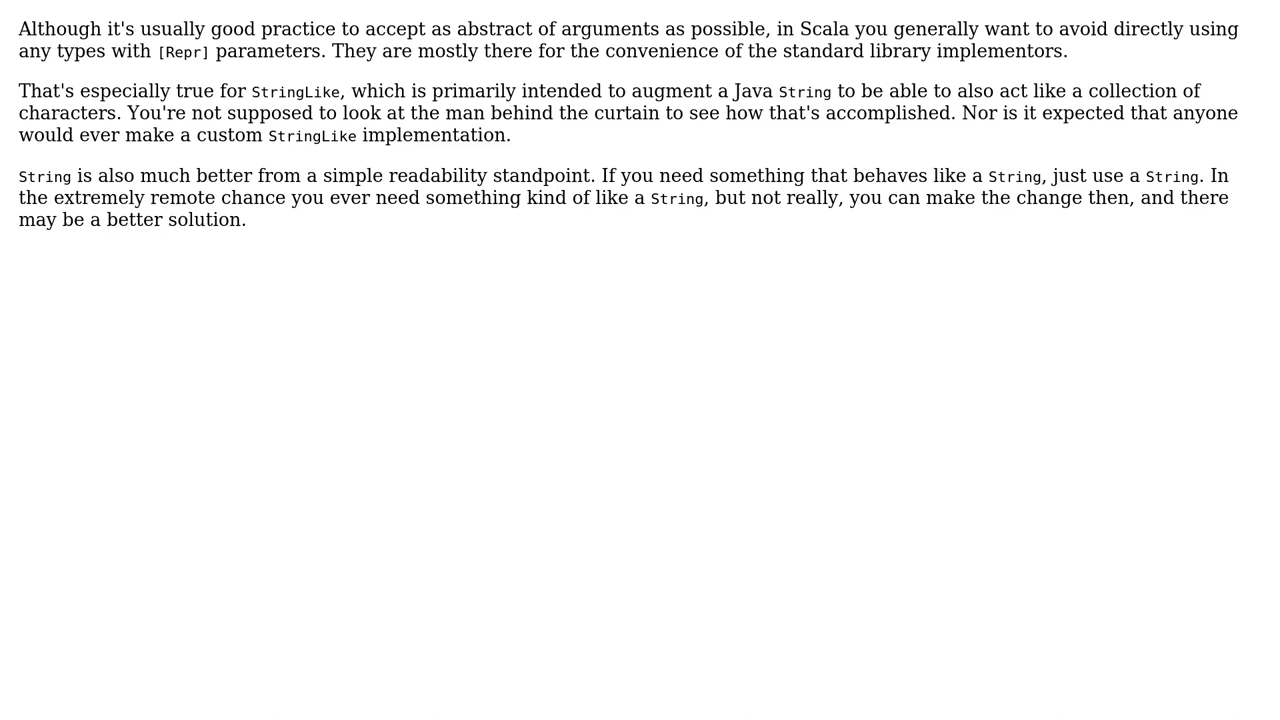 Although it's usually good practice to accept as abstract of arguments as possible, in Scala you generally want to avoid directly using
any types with [Repr] parameters. They are mostly there for the convenience of the standard library implementors.
That's especially true for StringLike, which is primarily intended to augment a Java String to be able to also act like a collection of
characters. You're not supposed to look at the man behind the curtain to see how that's accomplished. Nor is it expected that anyone
would ever make a custom StringLike implementation.
String is also much better from a simple readability standpoint. If you need something that behaves like a String, just use a String. In
the extremely remote chance you ever need something kind of like a String, but not really, you can make the change then, and there
may be a better solution.